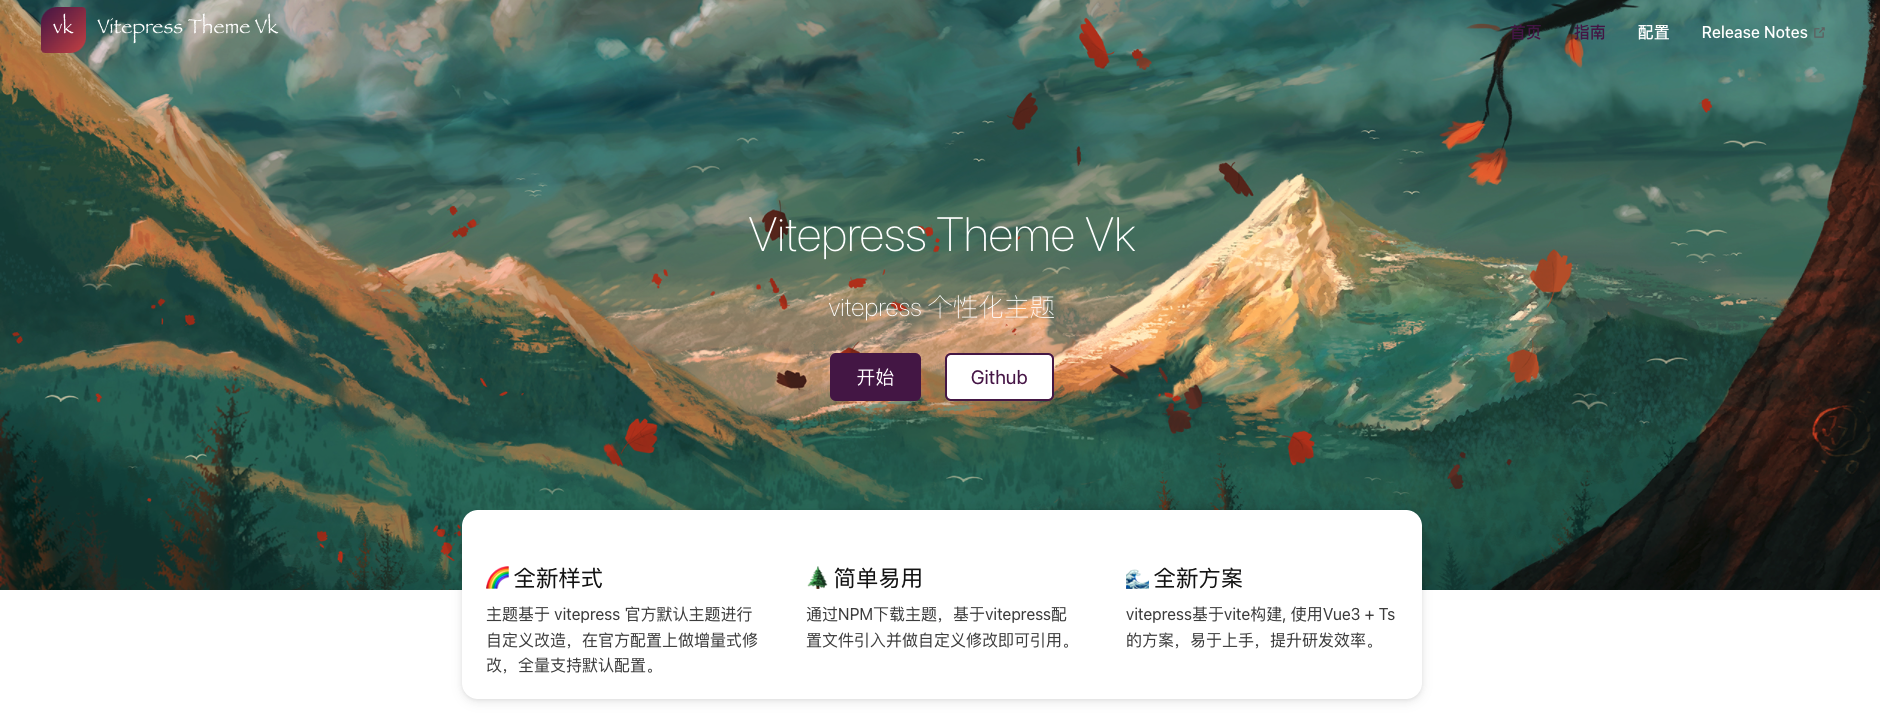 vk Vitepress Theme Vk
首页 指南 配置 Release Notes
Vitepress Theme Vk
vitepress 个性化主题
开始 Github
全新样式
主题基于 vitepress 官方默认主题进行
自定义改造，在官方配置上做增量式修
改，全量支持默认配置。
简单易用
通过NPM下载主题，基于vitepress配
置文件引入并做自定义修改即可引用。
全新方案
vitepress基于vite构建, 使用Vue3 + Ts
的方案，易于上手，提升研发效率。